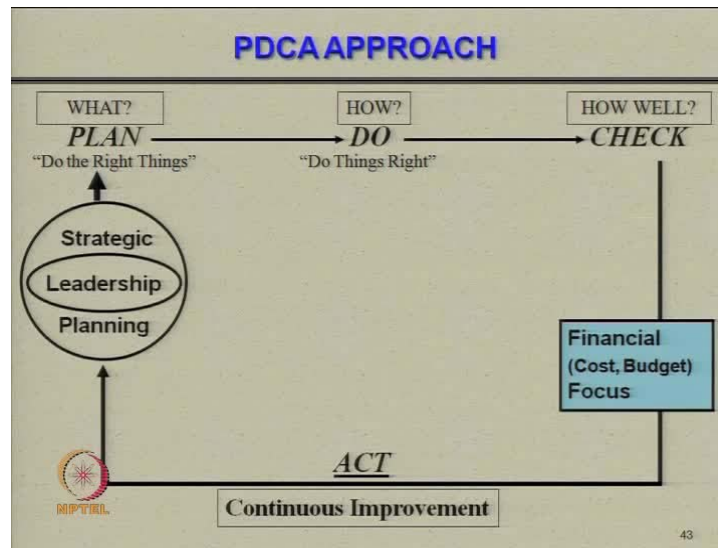 PDCA APPROACH
WHAT?
HOW?
HOW WELL?
PLAN
DO
CHECK
“Do the Right Things”
“Do Things Right”
Strategic
Leadership
Planning
Financial
(Cost, Budget)
Focus
ACT
Continuous Improvement
NPTEL
43